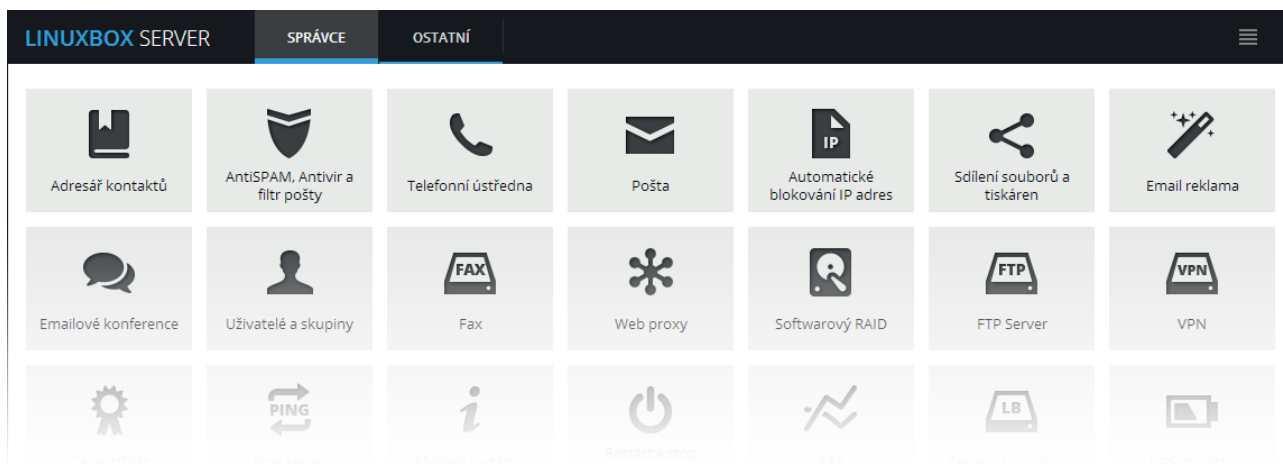 LINUXBOX SERVER SPRÁVCE OSTATNÍ
Adresář kontaktů
AntiSPAM, Antivir a
filtr pošty
Telefonní ústředna
Pošta
IP
Automatické
blokování IP adres
Sdílení souborů a
tiskáren
Email reklama
Emailové konference
Uživatelé a skupiny
FAX
Fax
Web proxy
Softwarový RAID
FTP
FTP Server
VPN
VPN
PING
LB
Restart a stop